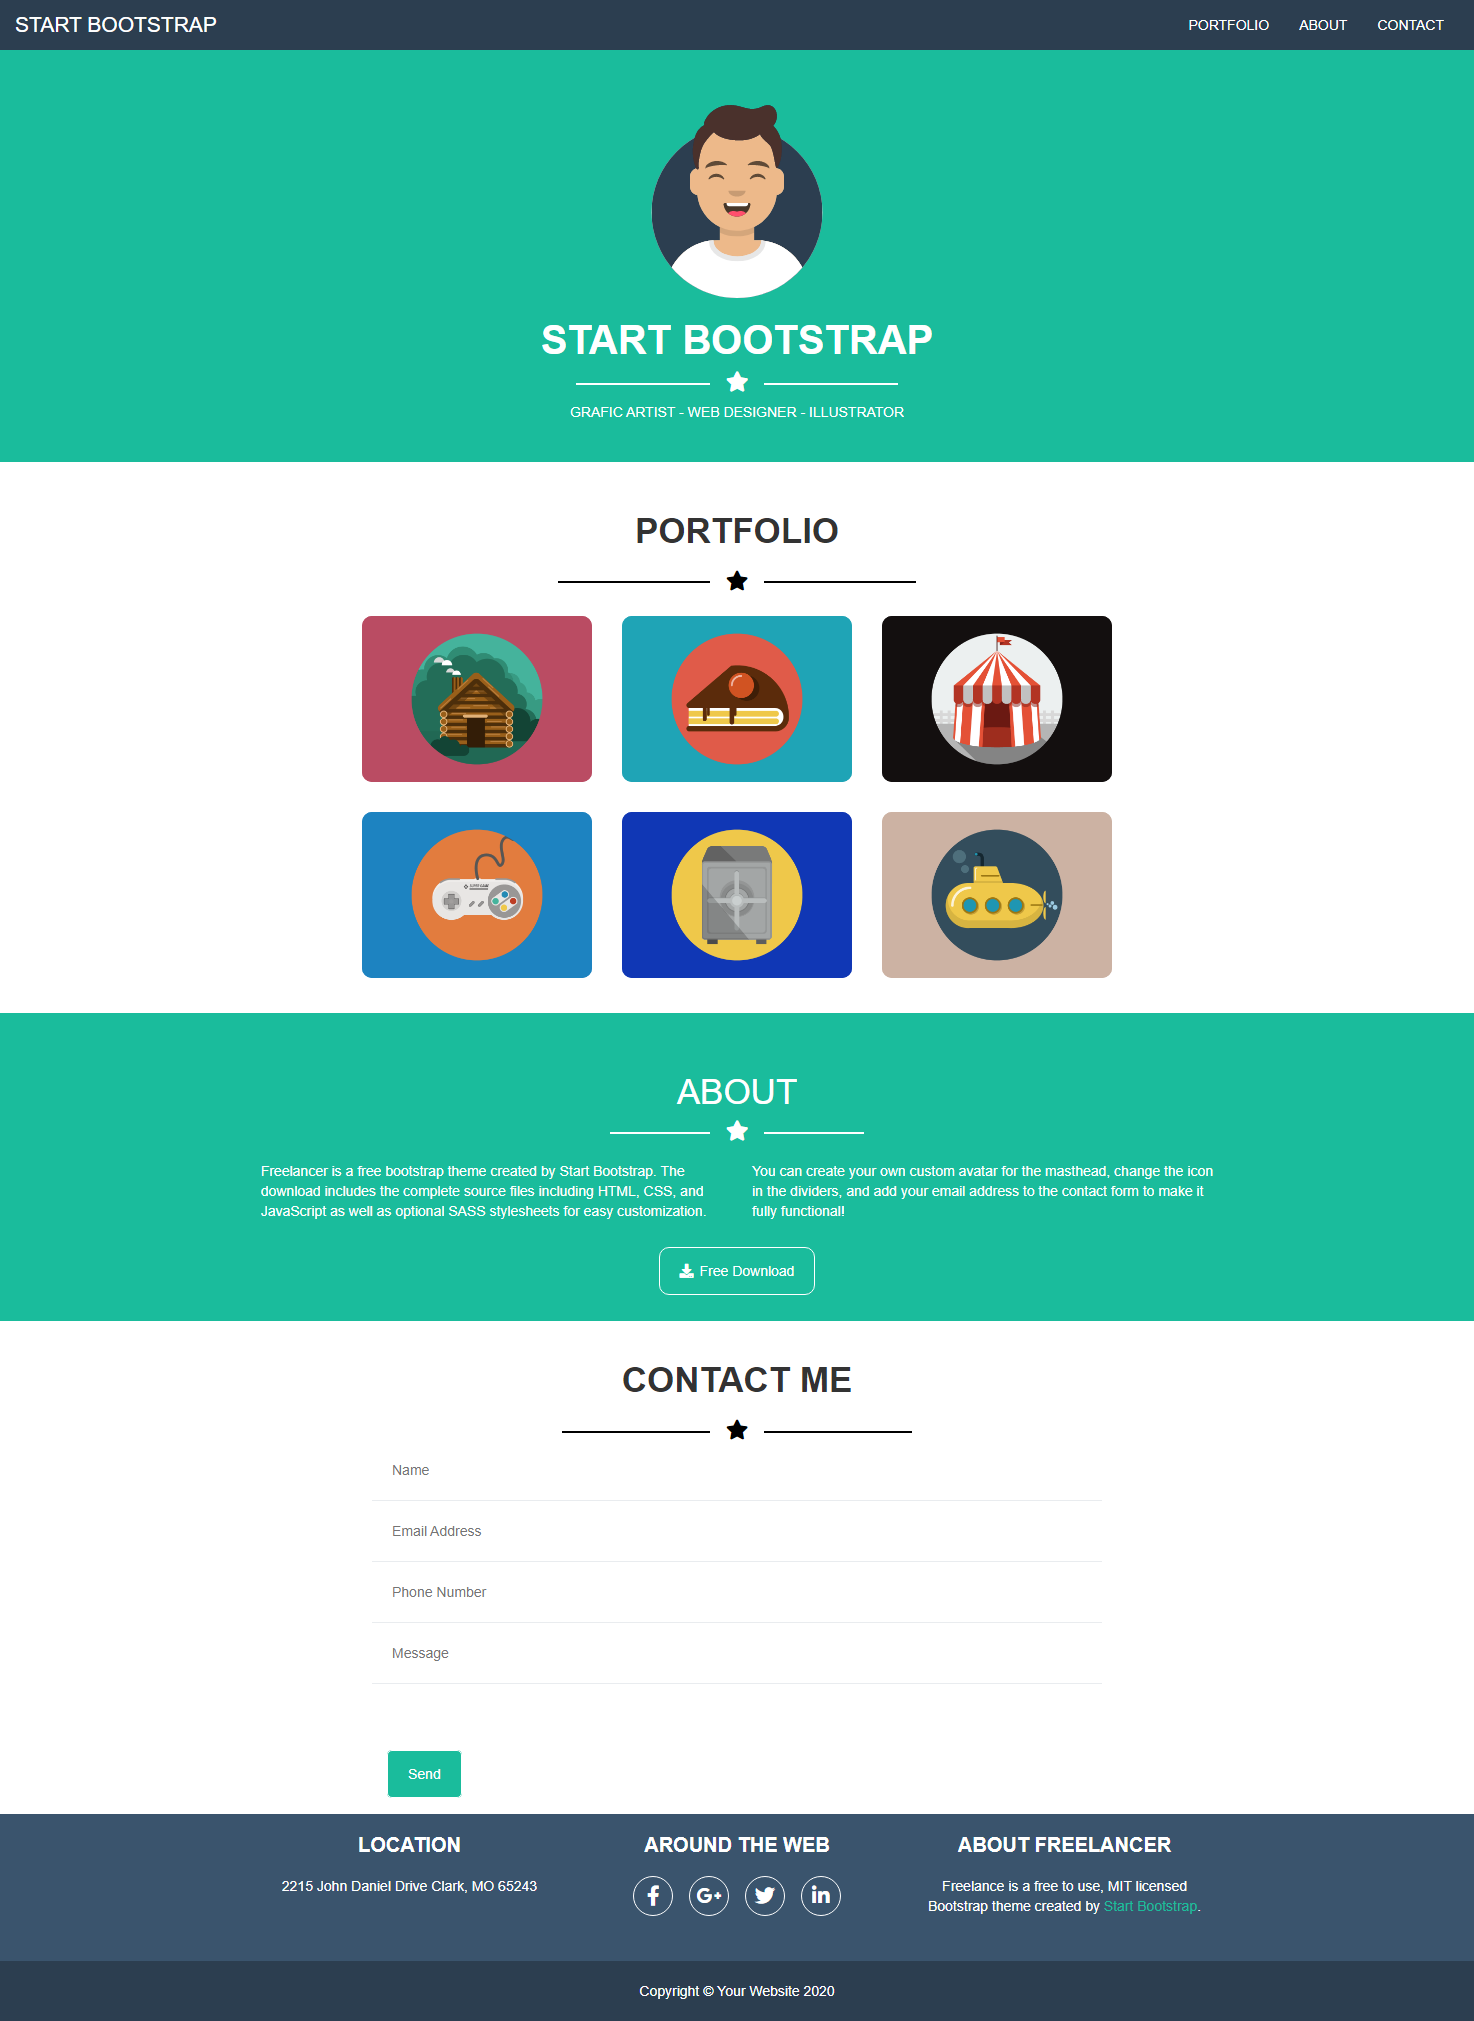 START BOOTSTRAP
PORTFOLIO
ABOUT
CONTACT
START BOOTSTRAP
GRAFIC ARTIST - WEB DESIGNER - ILLUSTRATOR
PORTFOLIO
ABOUT
Freelancer is a free bootstrap theme created by Start Bootstrap. The
download includes the complete source files including HTML, CSS, and
JavaScript as well as optional SASS stylesheets for easy customization.
You can create your own custom avatar for the masthead, change the icon
in the dividers, and add your email address to the contact form to make it
fully functional!
Free Download
CONTACT ME
Name
Email Address
Phone Number
Message
Send
LOCATION
2215 John Daniel Drive Clark, MO 65243
AROUND THE WEB
ABOUT FREELANCER
Freelance is a free to use, MIT licensed
Bootstrap theme created by Start Bootstrap.
Copyright © Your Website 2020